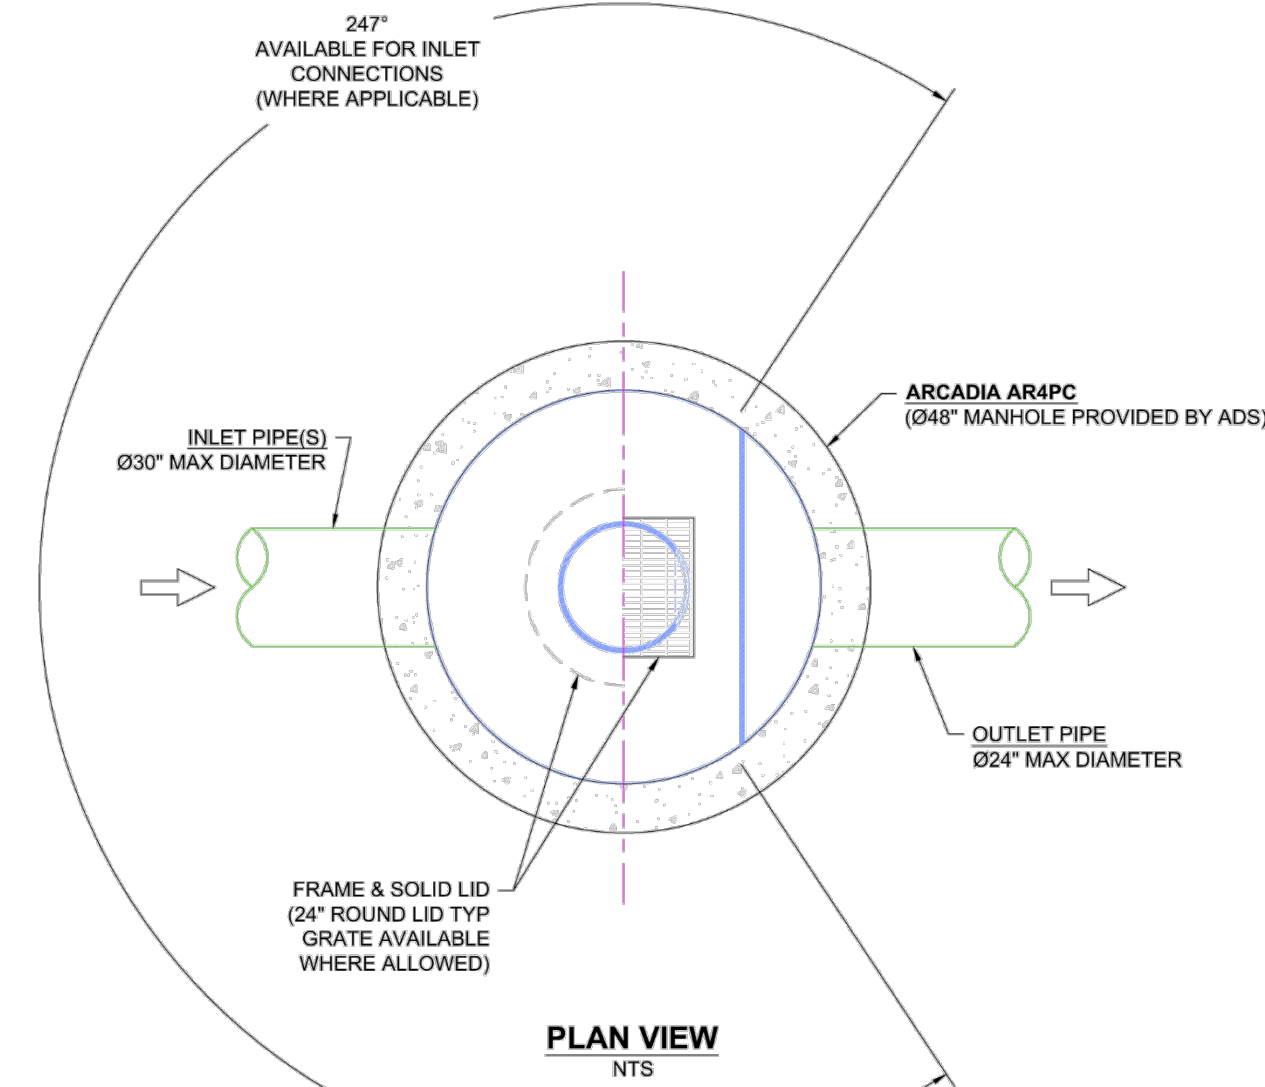 247°
AVAILABLE FOR INLET
CONNECTIONS
(WHERE APPLICABLE)
ARCADIA AR4PC
(Ø48" MANHOLE PROVIDED BY ADS)
INLET PIPE(S)
Ø30" MAX DIAMETER
OUTLET PIPE
Ø24" MAX DIAMETER
FRAME & SOLID LID
(24" ROUND LID TYP
GRATE AVAILABLE
WHERE ALLOWED)
PLAN VIEW
NTS